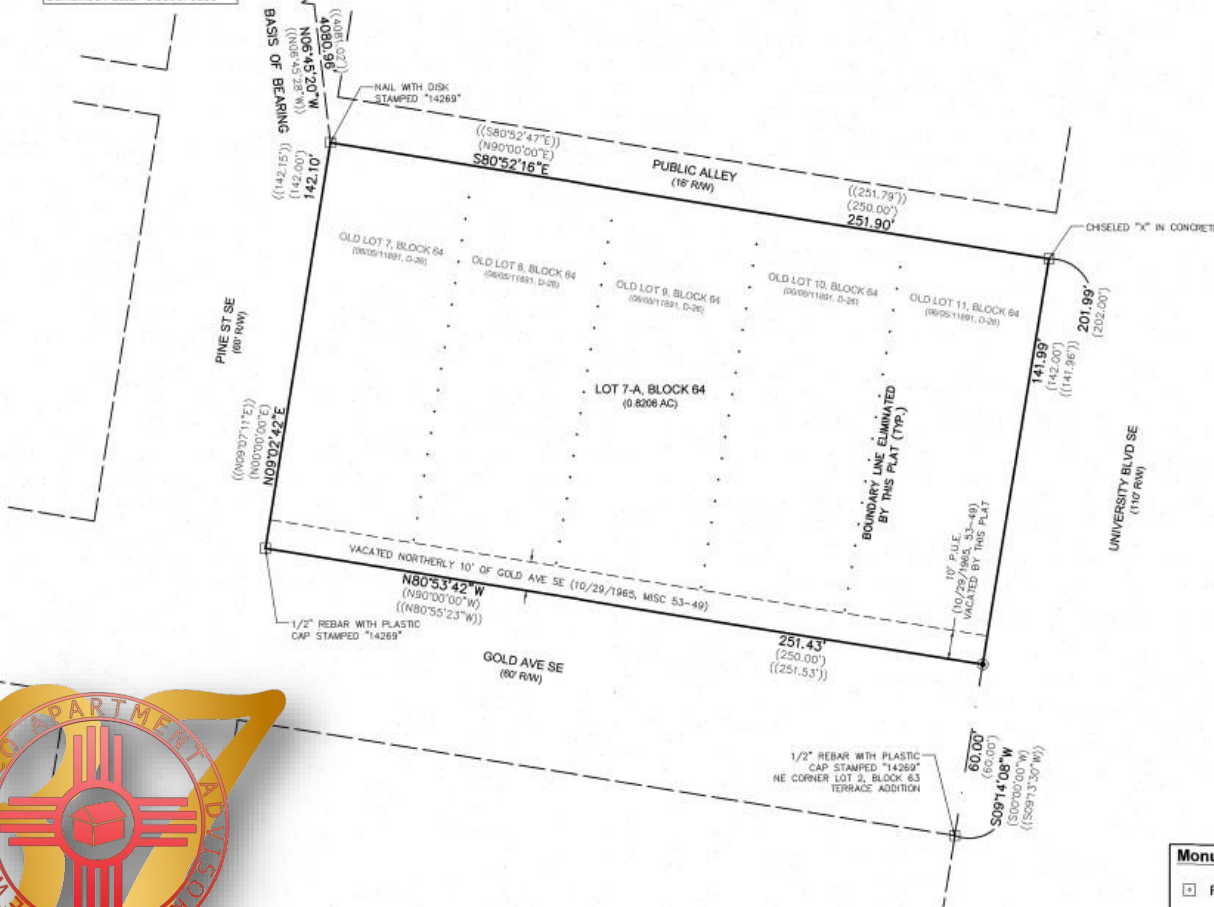 ((4081.02'))
4080.96'
N06°45'20"W
((N06°45'28"W))
BASIS OF BEARING
NAIL WITH DISK
STAMPED "14269"
((S80°52'47"E))
(N90°00'00"E)
S80°52'16"E
PUBLIC ALLEY
(16' R/W)
((251.79'))
(250.00')
251.90'
CHISELED "X" IN CONCRETE
((142.15'))
(142.00')
142.10'
OLD LOT 7, BLOCK 64
OLD LOT 8, BLOCK 64
OLD LOT 9, BLOCK 64
OLD LOT 10, BLOCK 64
OLD LOT 11, BLOCK 64
201.99'
(202.00')
141.99'
(142.00')
((141.96'))
PINE ST SE
(60' R/W)
LOT 7-A, BLOCK 64
(0.8206 AC)
BOUNDARY LINE ELIMINATED
BY THIS PLAT (TYP.)
UNIVERSITY BLVD SE
(110' R/W)
((N09°07'11"E))
(N00°00'00"E)
N09°02'42"E
10' P.U.E.
(10/29/1965, 53-49)
VACATED BY THIS PLAT
VACATED NORTHERLY 10' OF GOLD AVE SE (10/29/1965, MISC 53-49)
N80°53'42"W
(N90°00'00"W)
((N80°55'23"W))
1/2" REBAR WITH PLASTIC
CAP STAMPED "14269"
251.43'
(250.00')
((251.53'))
GOLD AVE SE
(60' R/W)
1/2" REBAR WITH PLASTIC
CAP STAMPED "14269"
NE CORNER LOT 2, BLOCK 63
TERRACE ADDITION
60.00'
(60.00')
S09°14'08"W
(S00°00'00"W)
((S09°13'30"W))
APARTMENT
Monu